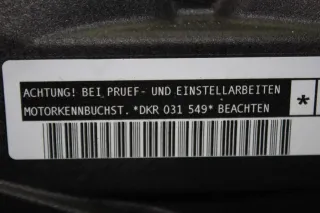 ACHTUNG! BEI PRUEF- UND EINSTELLARBEITEN
MOTORKENNBUCHST. *DKR 031 549* BEACHTEN
*